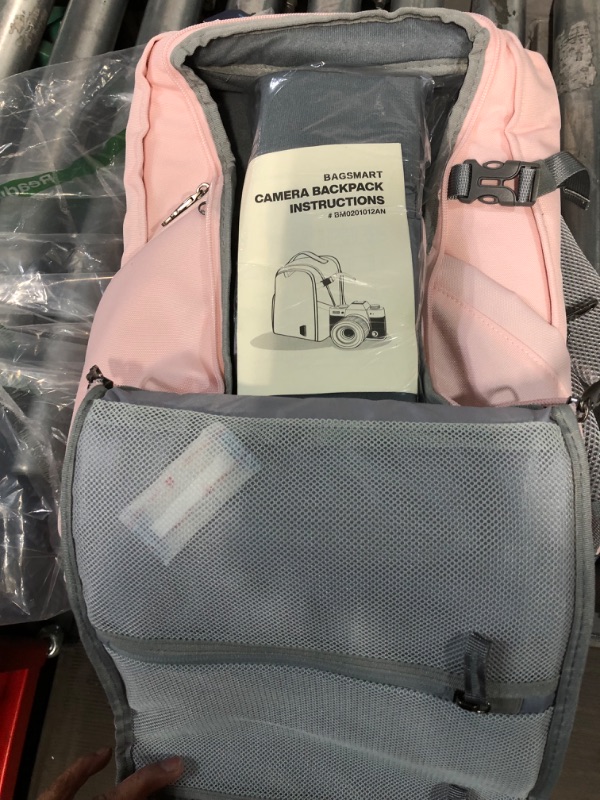 BAGSMART
CAMERA BACKPACK
INSTRUCTIONS
# BM0201012AN